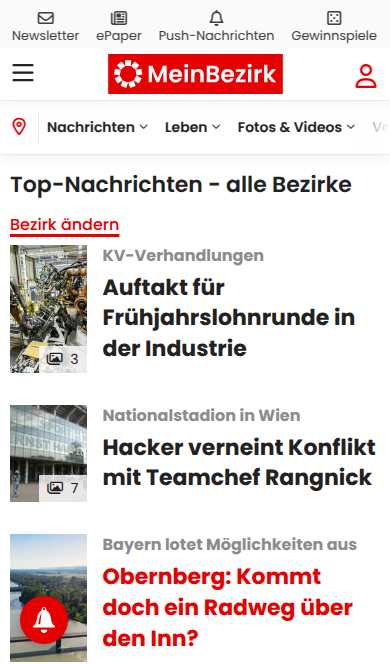 Newsletter ePaper Push-Nachrichten Gewinnspiele
MeinBezirk
Nachrichten Leben Fotos & Videos
Top-Nachrichten - alle Bezirke
Bezirk ändern
KV-Verhandlungen
Auftakt für
Frühjahrslohnrunde in
der Industrie
3
Nationalstadion in Wien
Hacker verneint Konflikt
mit Teamchef Rangnick
7
Bayern lotet Möglichkeiten aus
Obernberg: Kommt
doch ein Radweg über
den Inn?